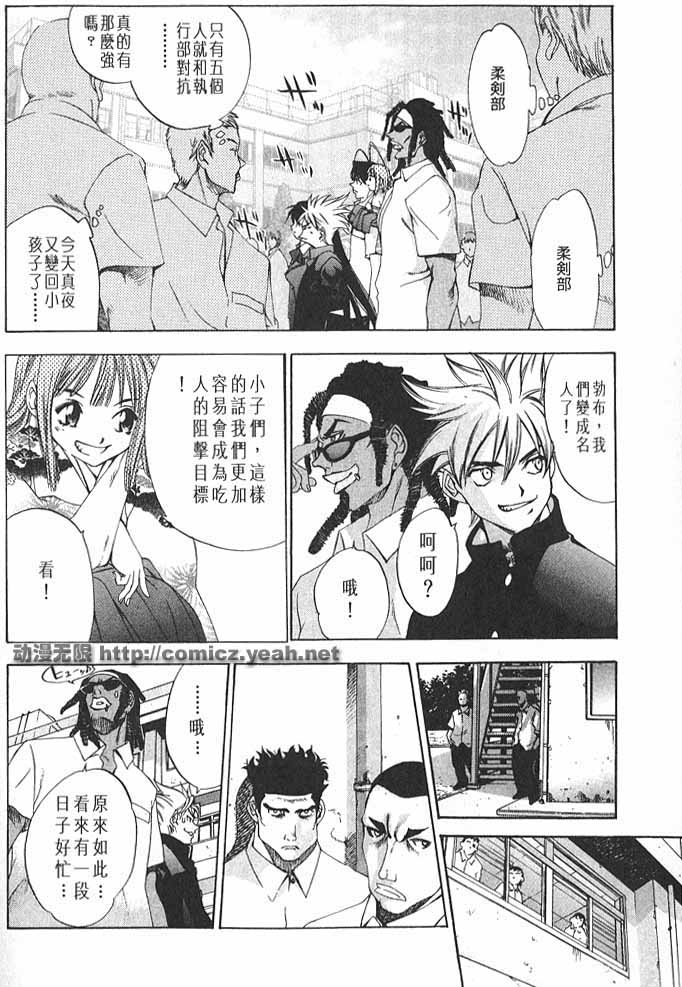 柔剣部
柔剣部
只有五個
人就和執
行部對抗
真的有
那麼強
嗎？
今天真夜
又變回小
孩子了……
勃布，我
們變成名
人了！
呵呵？
哦！
小子們，這樣
的話我們更加
容易會成為吃
人的阻擊目標
！
看！
动漫无限 http://comicz.yeah.net
……哦…
原來如此…
看來有一段
日子好忙…